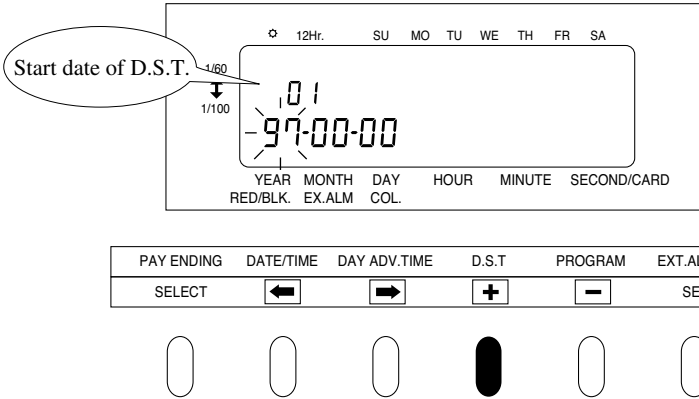 ☼ 12Hr. SU MO TU WE TH FR SA
Start date of D.S.T.
1/60
1/100
01
97-00-00
YEAR MONTH DAY HOUR MINUTE SECOND/CARD
RED/BLK. EX.ALM COL.
PAY ENDING DATE/TIME DAY ADV.TIME D.S.T PROGRAM
SELECT ← → + −